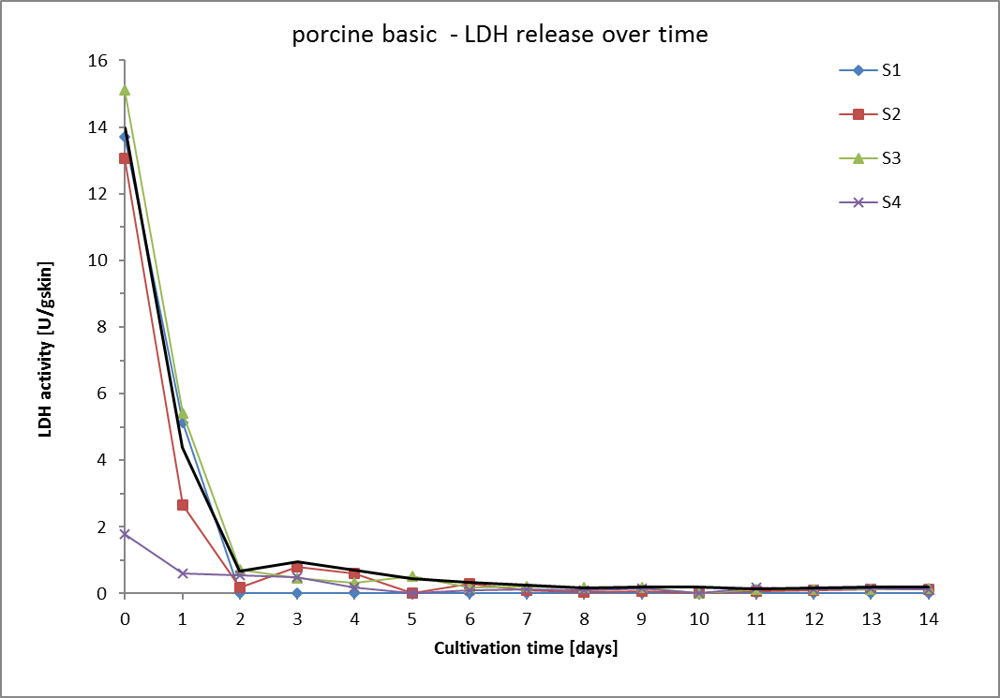 porcine basic  - LDH release over time
S1
S2
S3
S4
LDH activity [U/gskin]
16
14
12
10
8
6
4
2
0
0 1 2 3 4 5 6 7 8 9 10 11 12 13 14
Cultivation time [days]